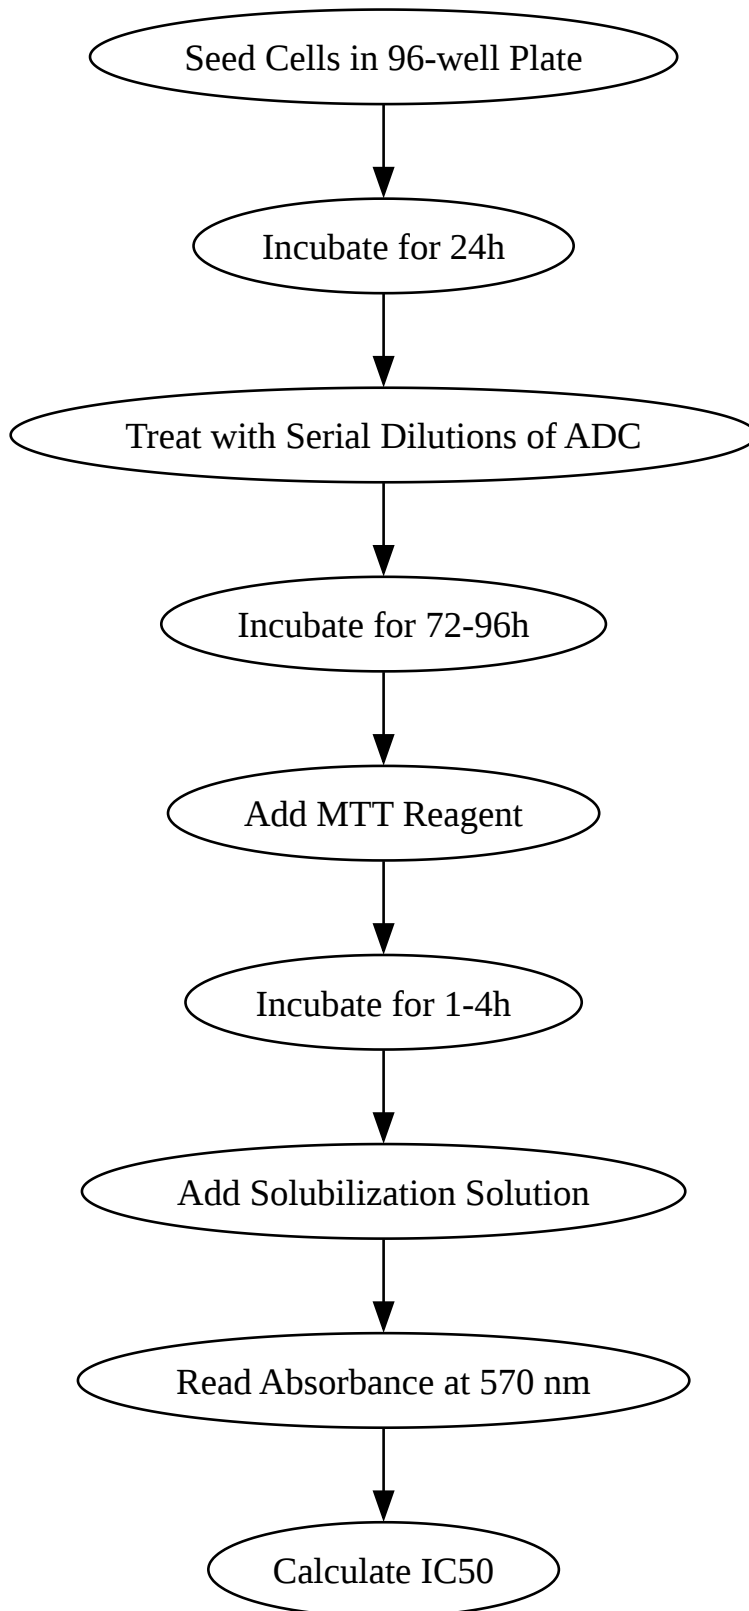 Seed Cells in 96-well Plate
Incubate for 24h
Treat with Serial Dilutions of ADC
Incubate for 72-96h
Add MTT Reagent
Incubate for 1-4h
Add Solubilization Solution
Read Absorbance at 570 nm
Calculate IC50